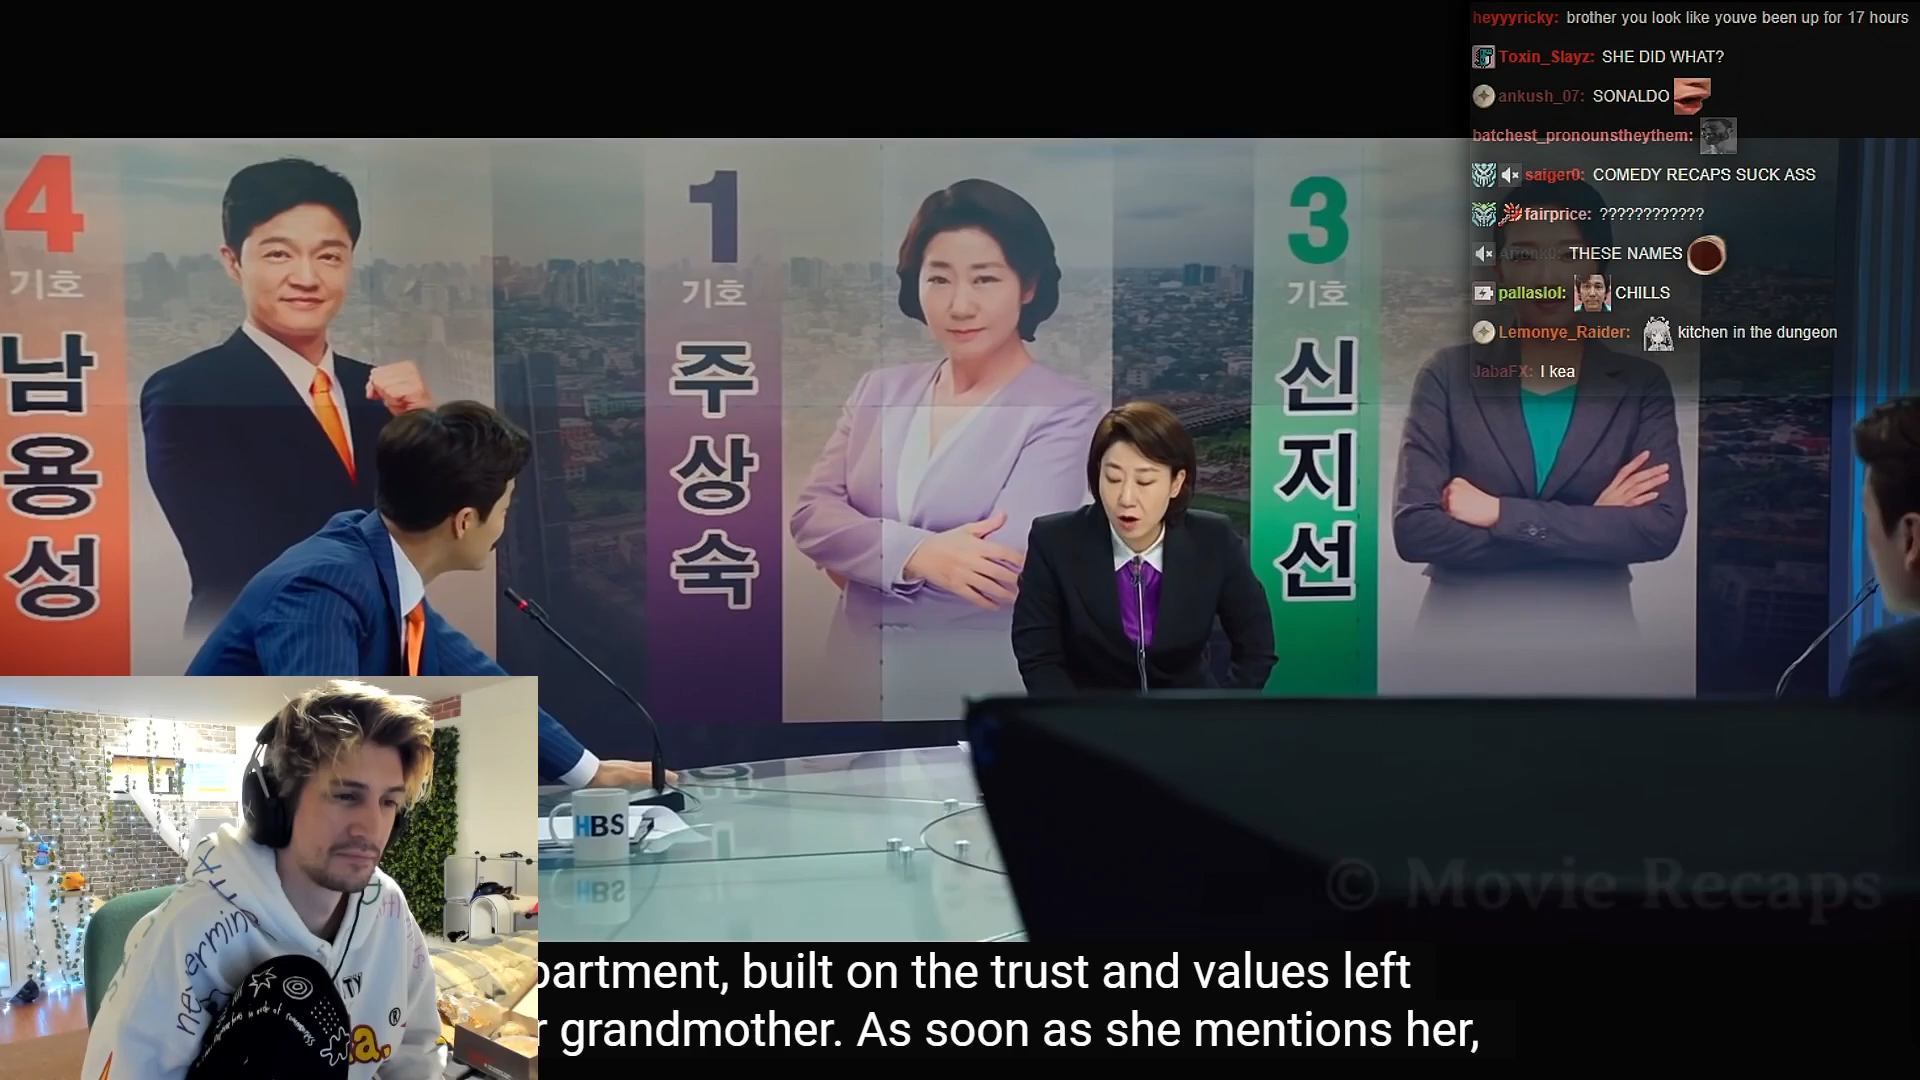 heyyyricky: brother you look like youve been up for 17 hours
Toxin_Slayz: SHE DID WHAT?
ankush_07: SONALDO
batchest_pronounstheythem:
saiger0: COMEDY RECAPS SUCK ASS
fairprice: ????????????
THESE NAMES
pallasiol: CHILLS
Lemonye_Raider: kitchen in the dungeon
JabaFX: I kea
4
기호
남용성
1
기호
주상숙
3
기호
신지선
HBS
© Movie Recaps
partment, built on the trust and values left
r grandmother. As soon as she mentions her,
nevermind